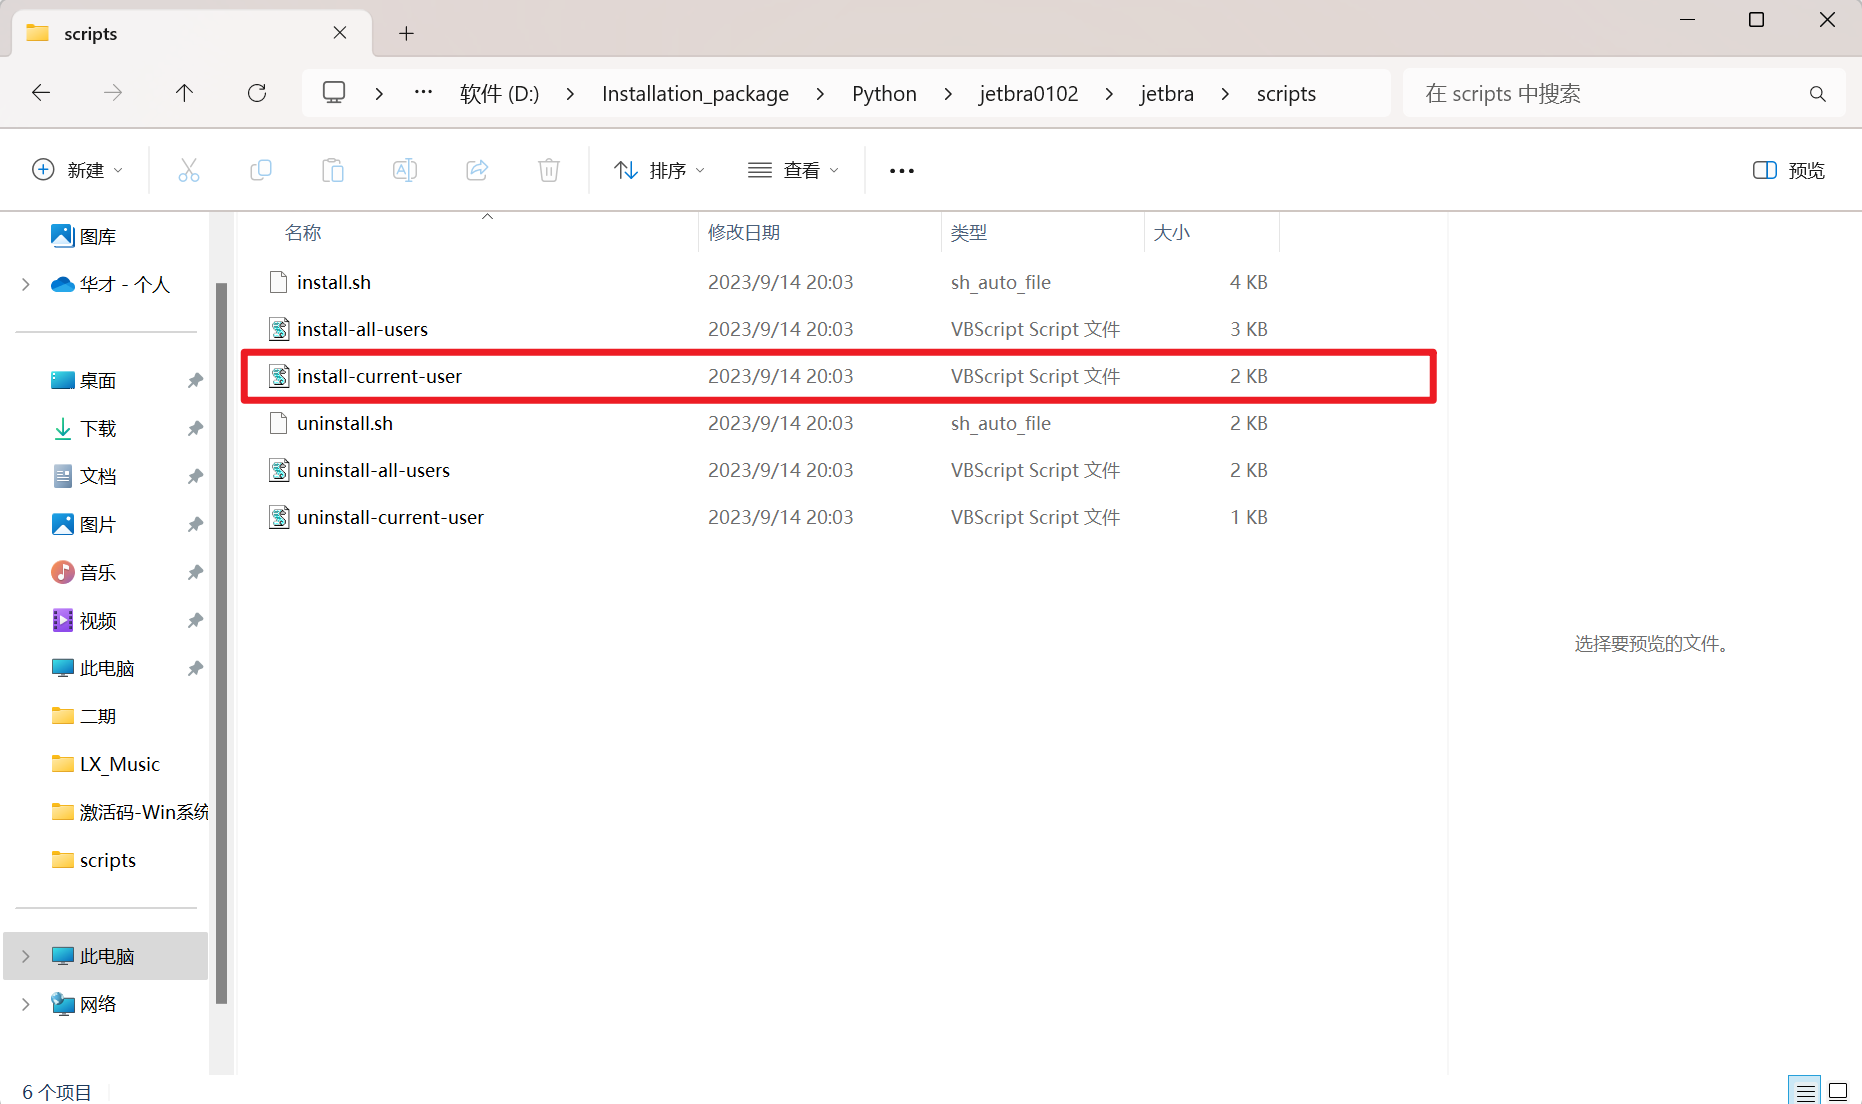 scripts
软件 (D:) Installation_package Python jetbra0102 jetbra scripts
在 scripts 中搜索
新建 排序 查看 预览
图库
华才 - 个人
桌面
下载
文档
图片
音乐
视频
此电脑
二期
LX_Music
激活码-Win系统
scripts
此电脑
网络
名称 修改日期 类型 大小
install.sh 2023/9/14 20:03 sh_auto_file 4 KB
install-all-users 2023/9/14 20:03 VBScript Script 文件 3 KB
install-current-user 2023/9/14 20:03 VBScript Script 文件 2 KB
uninstall.sh 2023/9/14 20:03 sh_auto_file 2 KB
uninstall-all-users 2023/9/14 20:03 VBScript Script 文件 2 KB
uninstall-current-user 2023/9/14 20:03 VBScript Script 文件 1 KB
选择要预览的文件。
6 个项目